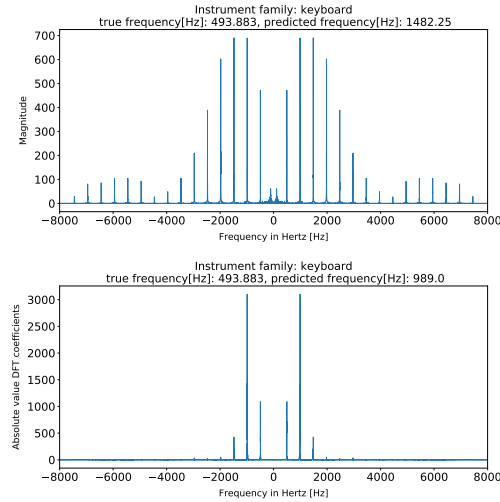 Instrument family: keyboard
true frequency[Hz]: 493.883, predicted frequency[Hz]: 1482.25
700
600
500
400
300
200
100
0
Magnitude
−8000 −6000 −4000 −2000 0 2000 4000 6000 8000
Frequency in Hertz [Hz]
Instrument family: keyboard
true frequency[Hz]: 493.883, predicted frequency[Hz]: 989.0
3000
2500
2000
1500
1000
500
0
Absolute value DFT coefficients
−8000 −6000 −4000 −2000 0 2000 4000 6000 8000
Frequency in Hertz [Hz]